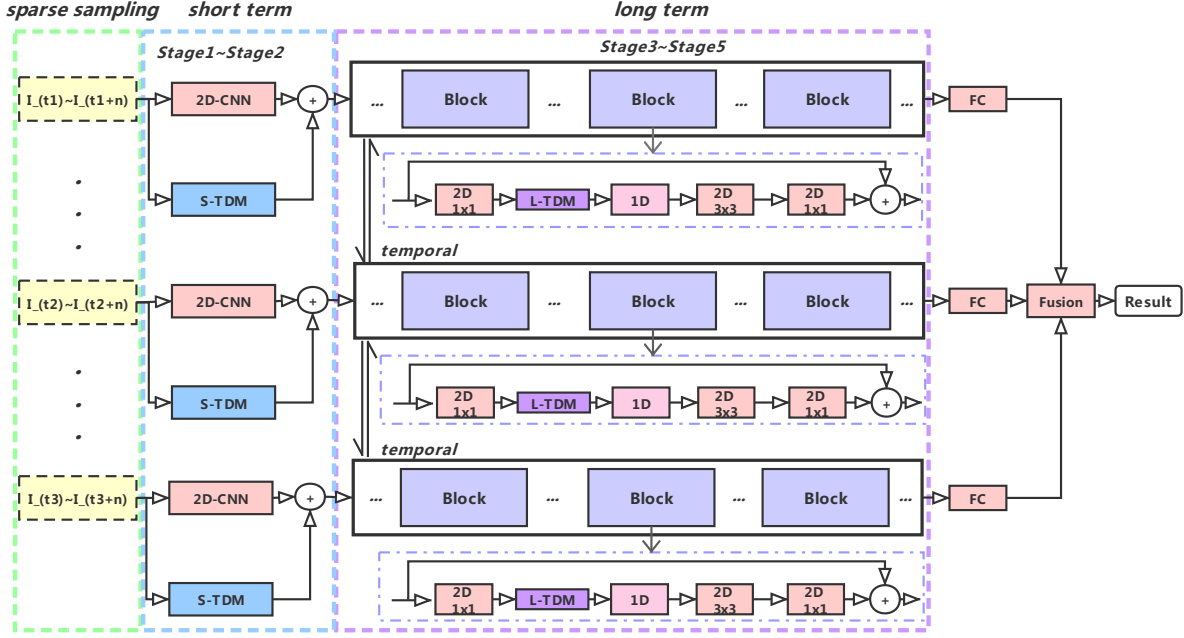 sparse sampling
short term
long term
Stage1~Stage2
Stage3~Stage5
I_(t1)~I_(t1+n)
2D-CNN
+
...
Block
...
Block
...
Block
...
FC
S-TDM
2D
1x1
L-TDM
1D
2D
3x3
2D
1x1
+
temporal
I_(t2)~I_(t2+n)
2D-CNN
+
...
Block
...
Block
...
Block
...
FC
Fusion
Result
S-TDM
2D
1x1
L-TDM
1D
2D
3x3
2D
1x1
+
temporal
I_(t3)~I_(t3+n)
2D-CNN
+
...
Block
...
Block
...
Block
...
FC
S-TDM
2D
1x1
L-TDM
1D
2D
3x3
2D
1x1
+